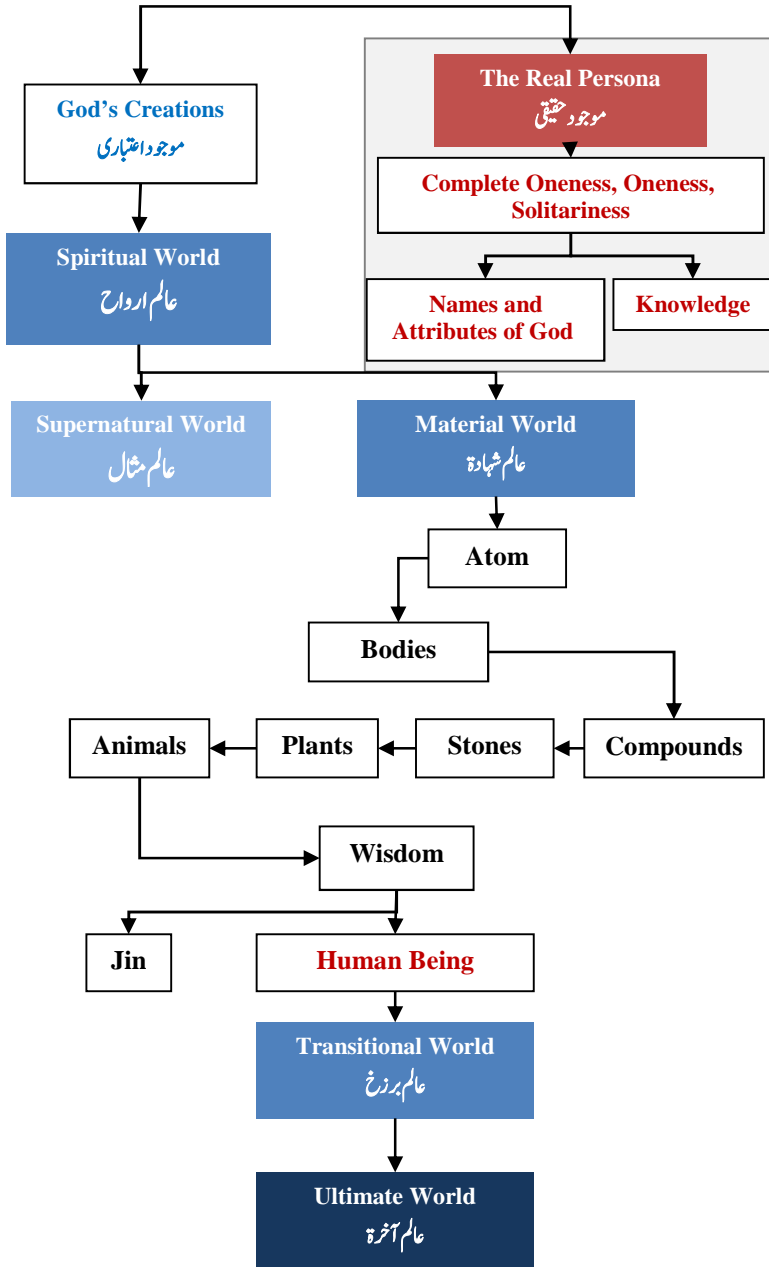 The Real Persona
موجود حقیقی
God's Creations
موجود اعتباری
Complete Oneness, Oneness,
Solitariness
Spiritual World
عالم ارواح
Names and
Attributes of God
Knowledge
Supernatural World
عالم مثال
Material World
عالم شہادۃ
Atom
Bodies
Animals
Plants
Stones
Compounds
Wisdom
Jin
Human Being
Transitional World
عالم برزخ
Ultimate World
عالم آخرۃ